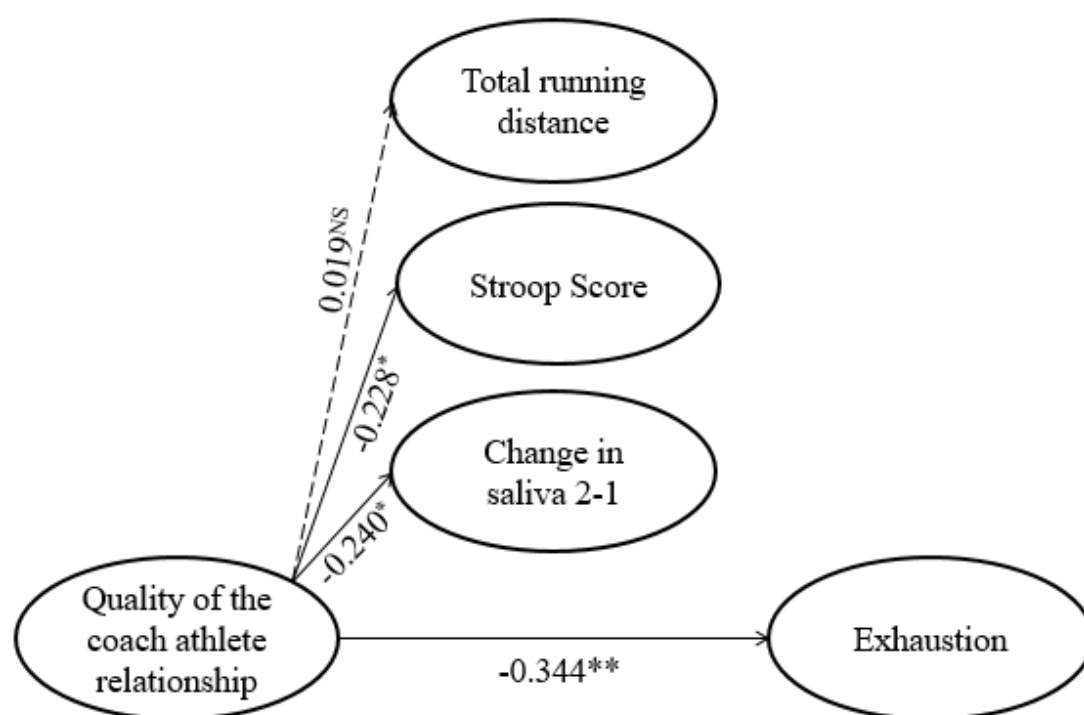 Total running
distance
0.019NS
Stroop Score
-0.228*
Change in
saliva 2-1
-0.240*
Quality of the
coach athlete
relationship
-0.344**
Exhaustion